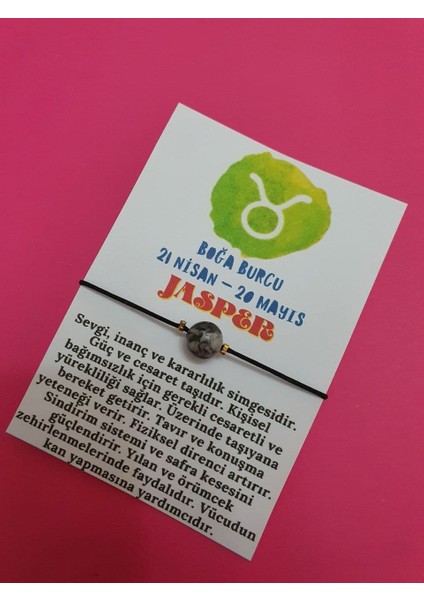 BOĞA BURCU
21 NİSAN – 20 MAYIS
JASPER
Sevgi, inanç ve kararlılık simgesidir.
Güç ve cesaret taşıdır. Kişisel
bağımsızlık için gerekli cesaretli ve
yürekliliği sağlar. Üzerinde taşıyana
bereket getirir. Tavır ve konuşma
yeteneği verir. Fiziksel direnci artırır.
Sindirim sistemi ve safra kesesini
güçlendirir. Yılan ve örümcek
zehirlenmelerinde faydalıdır. Vücudun
kan yapmasına yardımcıdır.